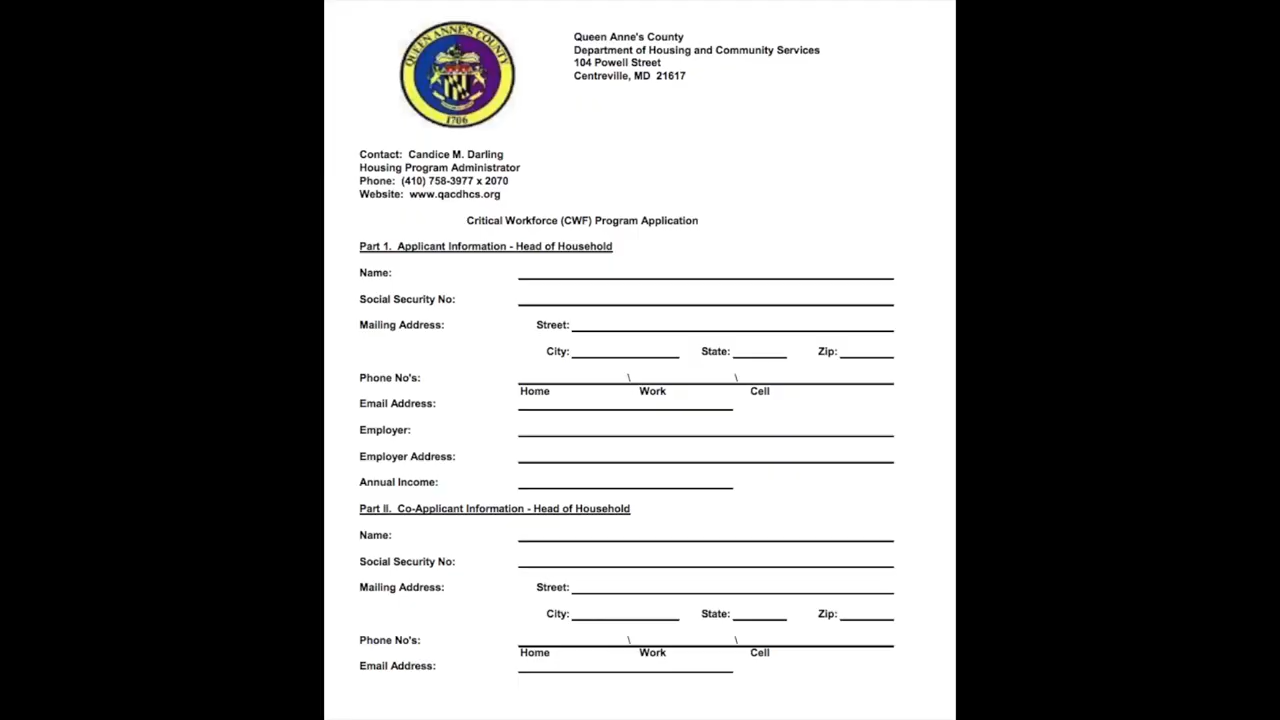 QUEEN ANNE'S COUNTY
1706
Queen Anne's County
Department of Housing and Community Services
104 Powell Street
Centreville, MD 21617
Contact: Candice M. Darling
Housing Program Administrator
Phone: (410) 758-3977 x 2070
Website: www.qacdhcs.org
Critical Workforce (CWF) Program Application
Part 1. Applicant Information - Head of Household
Name:
Social Security No:
Mailing Address: Street:
City: State: Zip:
Phone No's: \ \
Home Work Cell
Email Address:
Employer:
Employer Address:
Annual Income:
Part II. Co-Applicant Information - Head of Household
Name:
Social Security No:
Mailing Address: Street:
City: State: Zip:
Phone No's: \ \
Home Work Cell
Email Address: